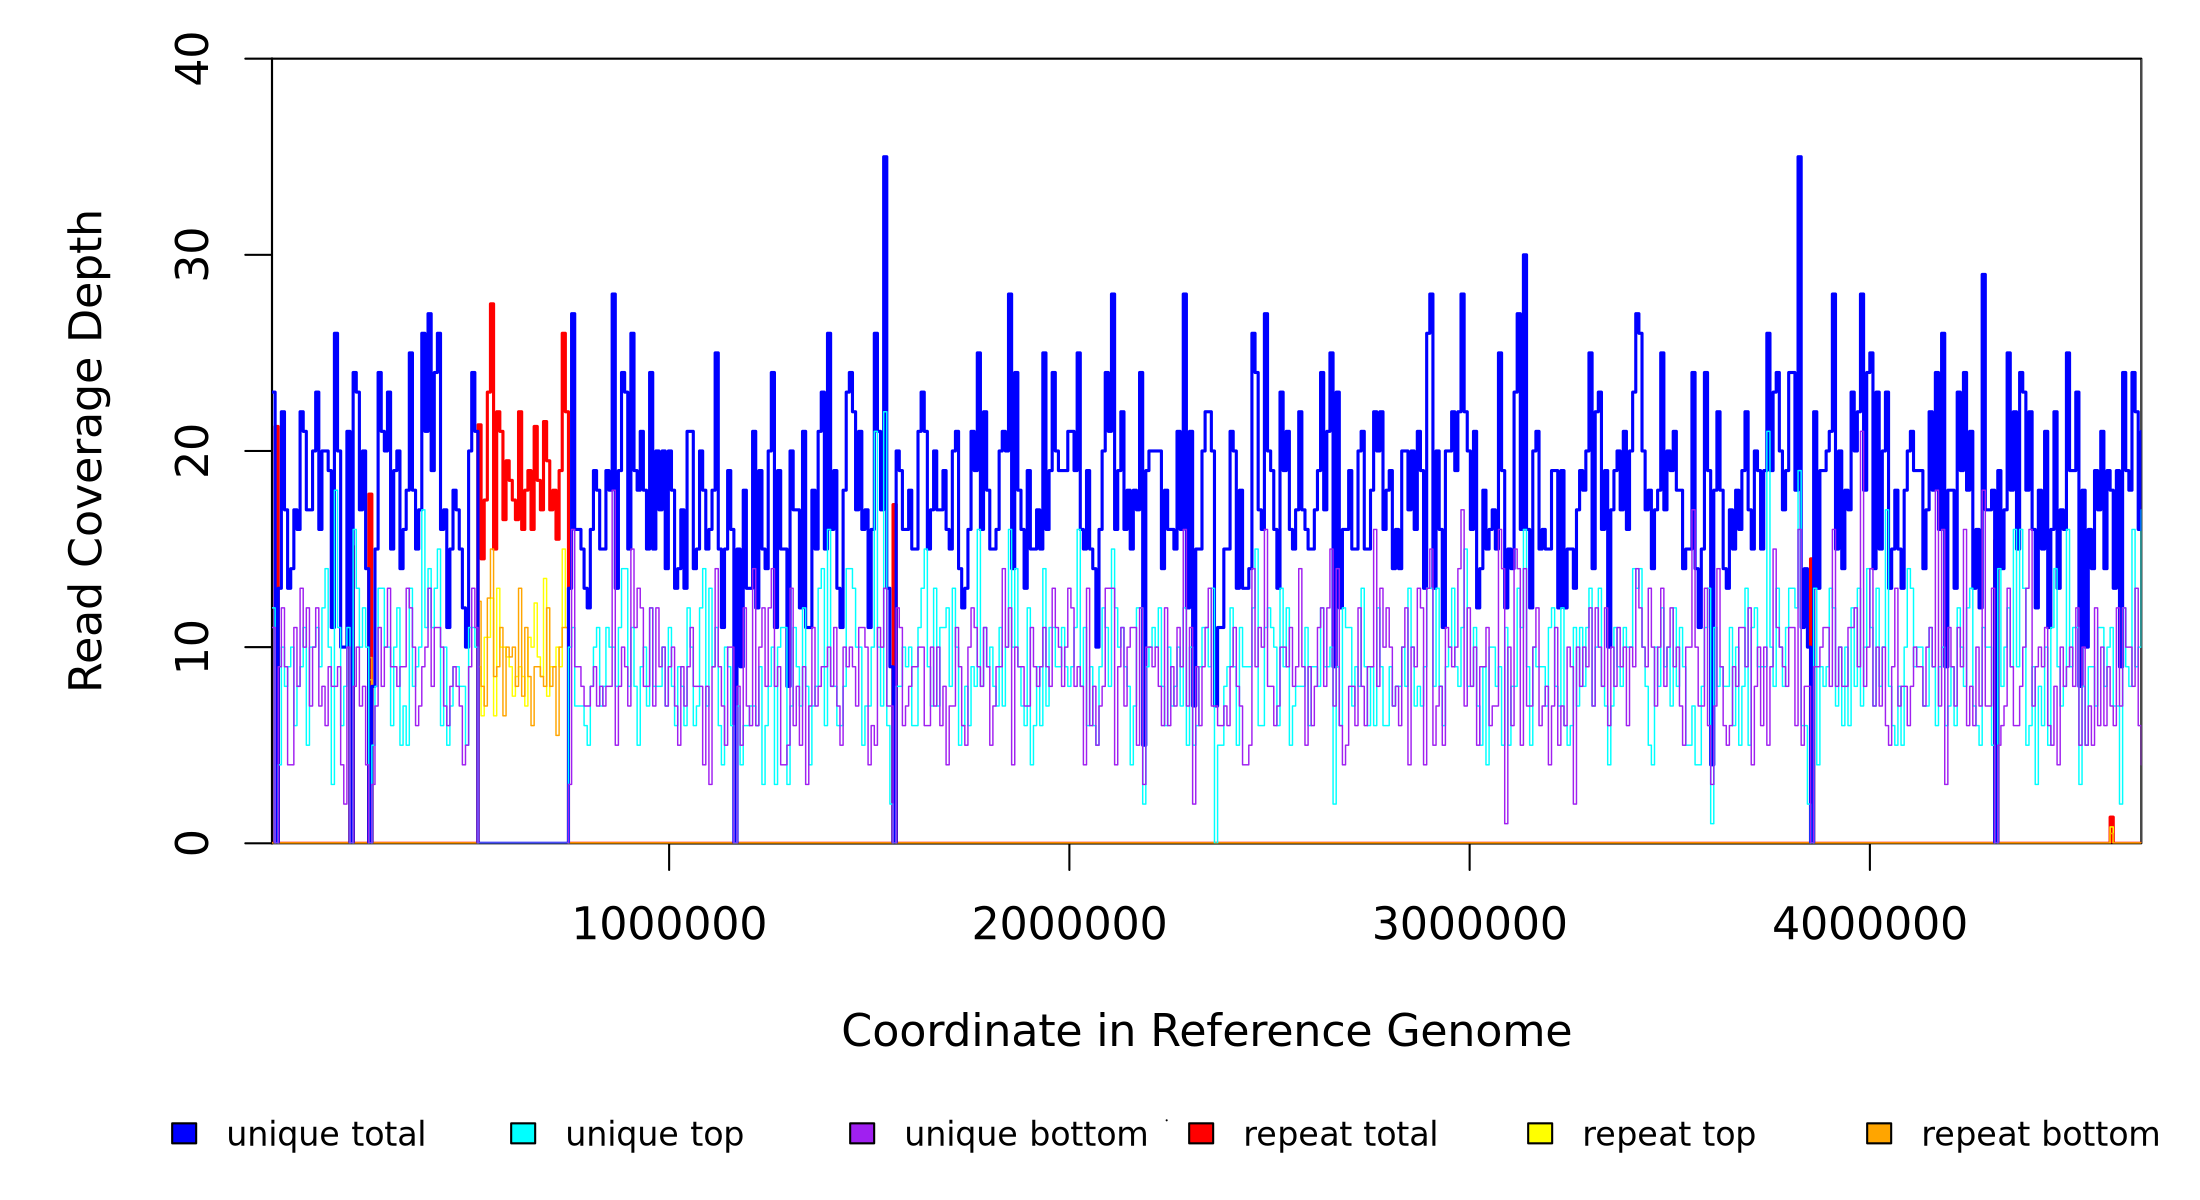 Read Coverage Depth
40
30
20
10
0
1000000 2000000 3000000 4000000
Coordinate in Reference Genome
unique total unique top unique bottom repeat total repeat top repeat bottom